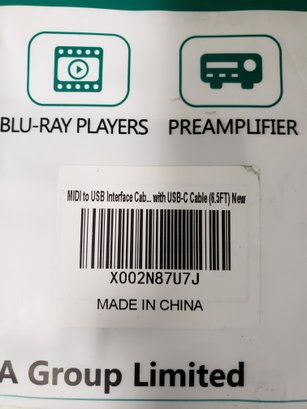 BLU-RAY PLAYERS PREAMPLIFIER
MIDI to USB Interface Cab... with USB-C Cable (6.5FT) New
X002N87U7J
MADE IN CHINA
A Group Limited